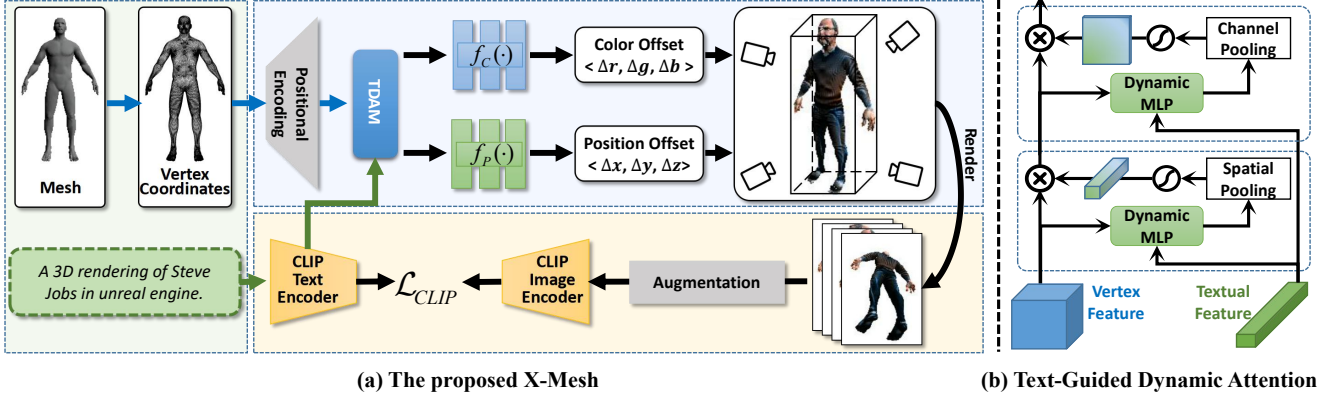 Mesh
Vertex
Coordinates
A 3D rendering of Steve
Jobs in unreal engine.
Positional
Encoding
TDAM
f_C(·)
Color Offset
< Δr, Δg, Δb >
f_P(·)
Position Offset
< Δx, Δy, Δz>
Render
CLIP
Text
Encoder
ℒ_CLIP
CLIP
Image
Encoder
Augmentation
(a) The proposed X-Mesh
Channel
Pooling
Dynamic
MLP
Spatial
Pooling
Dynamic
MLP
Vertex
Feature
Textual
Feature
(b) Text-Guided Dynamic Attention